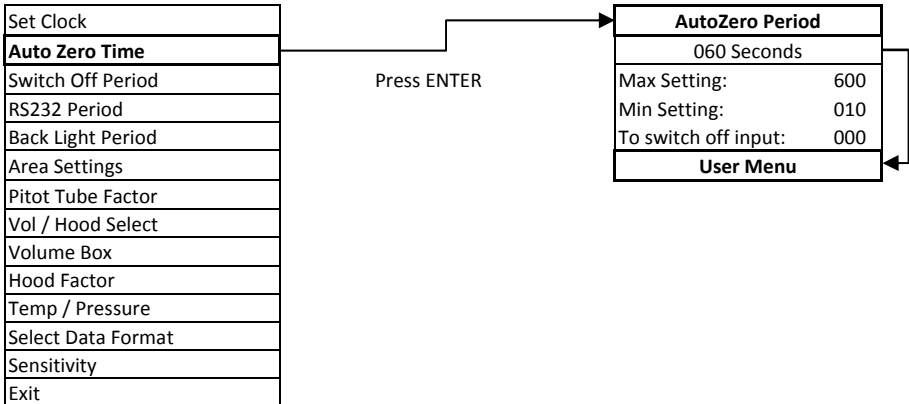 Set Clock
Auto Zero Time
Switch Off Period
RS232 Period
Back Light Period
Area Settings
Pitot Tube Factor
Vol / Hood Select
Volume Box
Hood Factor
Temp / Pressure
Select Data Format
Sensitivity
Exit
Press ENTER
AutoZero Period
060 Seconds
Max Setting: 600
Min Setting: 010
To switch off input: 000
User Menu